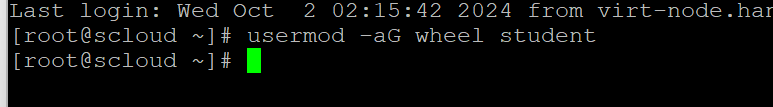 Last login: Wed Oct  2 02:15:42 2024 from virt-node.har
[root@scloud ~]# usermod -aG wheel student
[root@scloud ~]#